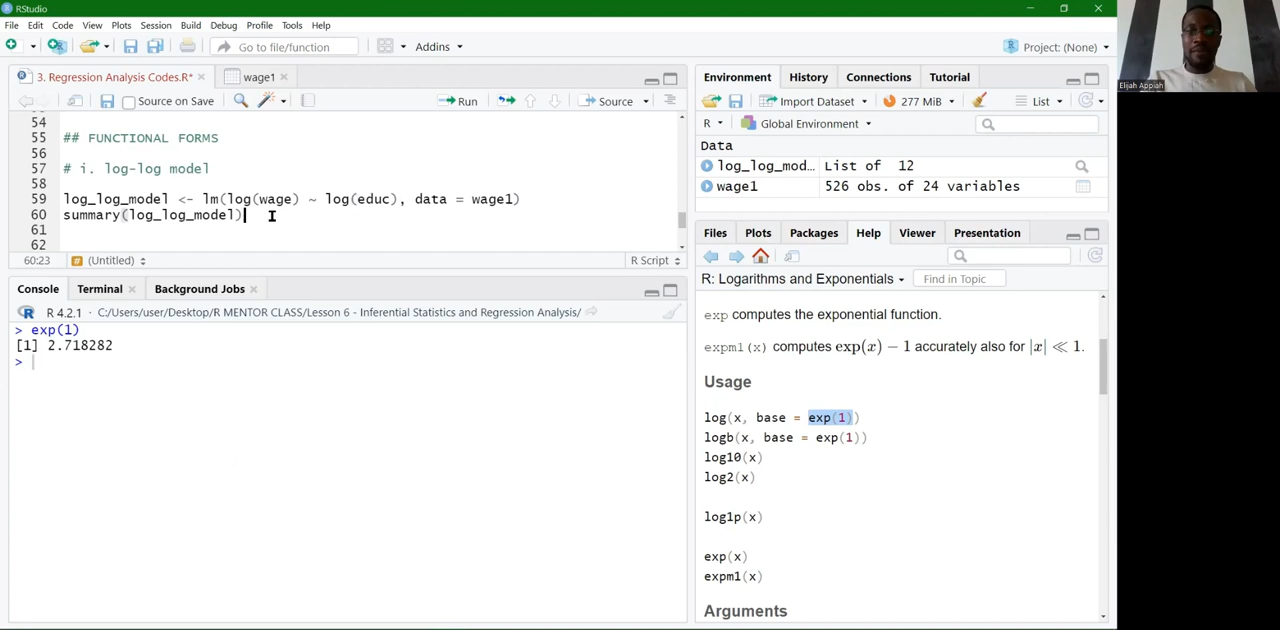 RStudio
File Edit Code View Plots Session Build Debug Profile Tools Help
Go to file/function Addins Project: (None)
3. Regression Analysis Codes.R* wage1
Source on Save Run Source
54
55 ## FUNCTIONAL FORMS
56
57 # i. log-log model
58
59 log_log_model <- lm(log(wage) ~ log(educ), data = wage1)
60 summary(log_log_model)
61
62
60:23 (Untitled) R Script
Console Terminal Background Jobs
R 4.2.1 · C:/Users/user/Desktop/R MENTOR CLASS/Lesson 6 - Inferential Statistics and Regression Analysis/
> exp(1)
[1] 2.718282
>
Environment History Connections Tutorial
Import Dataset 277 MiB List
R Global Environment
Data
log_log_mod… List of 12
wage1 526 obs. of 24 variables
Files Plots Packages Help Viewer Presentation
R: Logarithms and Exponentials Find in Topic
exp computes the exponential function.
expm1(x) computes exp(x) − 1 accurately also for |x| ≪ 1.
Usage
log(x, base = exp(1))
logb(x, base = exp(1))
log10(x)
log2(x)
log1p(x)
exp(x)
expm1(x)
Arguments
Elijah Appiah